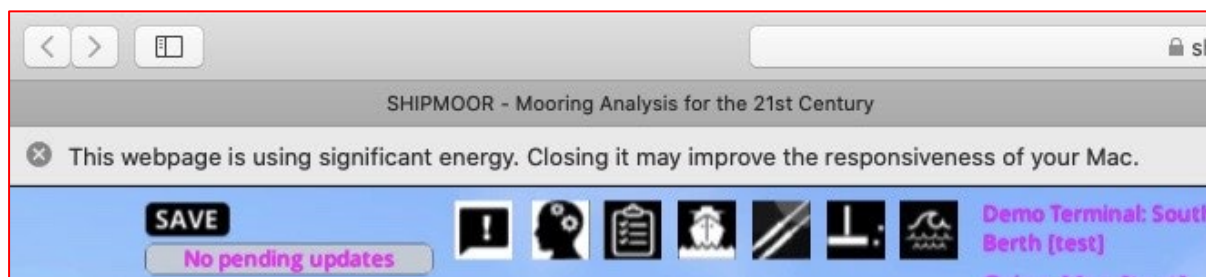 SHIPMOOR - Mooring Analysis for the 21st Century
This webpage is using significant energy. Closing it may improve the responsiveness of your Mac.
SAVE
No pending updates
Demo Terminal: South
Berth [test]